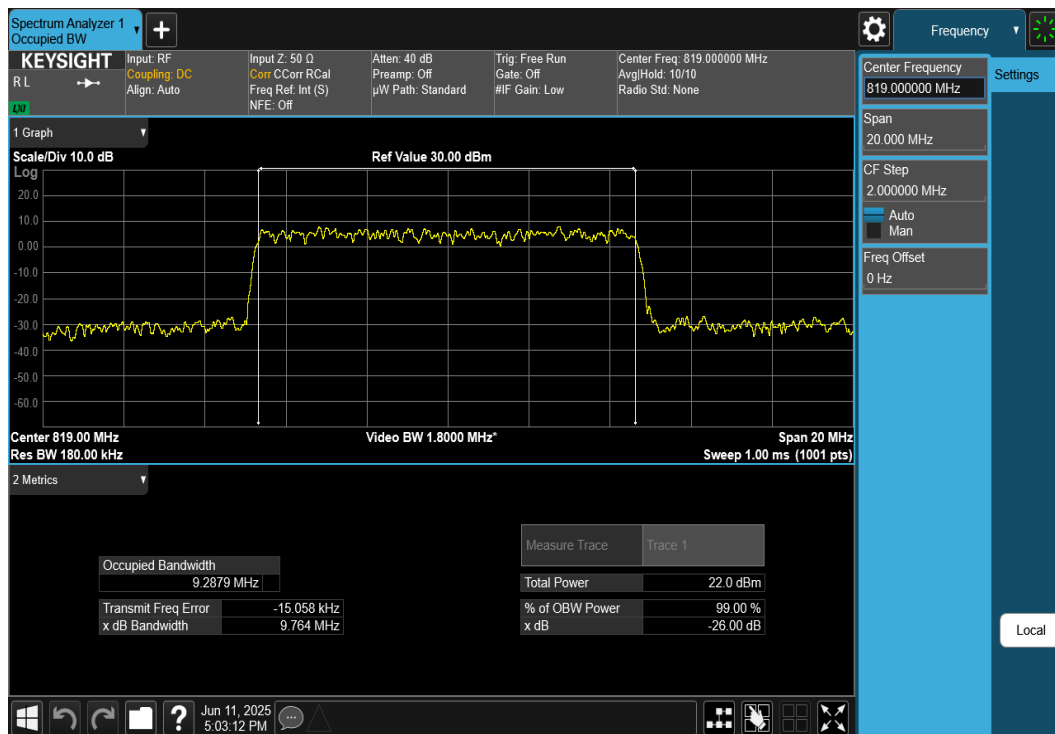 Spectrum Analyzer 1
Occupied BW
Frequency
KEYSIGHT
R L
LXI
Input: RF
Coupling: DC
Align: Auto
Input Z: 50 Ω
Corr CCorr RCal
Freq Ref: Int (S)
NFE: Off
Atten: 40 dB
Preamp: Off
µW Path: Standard
Trig: Free Run
Gate: Off
#IF Gain: Low
Center Freq: 819.000000 MHz
Avg|Hold: 10/10
Radio Std: None
Center Frequency
819.000000 MHz
Settings
Span
20.000 MHz
CF Step
2.000000 MHz
Auto
Man
Freq Offset
0 Hz
Local
1 Graph
Scale/Div 10.0 dB
Ref Value 30.00 dBm
Log
20.0
10.0
0.00
-10.0
-20.0
-30.0
-40.0
-50.0
-60.0
Center 819.00 MHz
Video BW 1.8000 MHz*
Span 20 MHz
Res BW 180.00 kHz
Sweep 1.00 ms (1001 pts)
2 Metrics
Measure Trace
Trace 1
Occupied Bandwidth
9.2879 MHz
Total Power
22.0 dBm
Transmit Freq Error
-15.058 kHz
% of OBW Power
99.00 %
x dB Bandwidth
9.764 MHz
x dB
-26.00 dB
?
Jun 11, 2025
5:03:12 PM